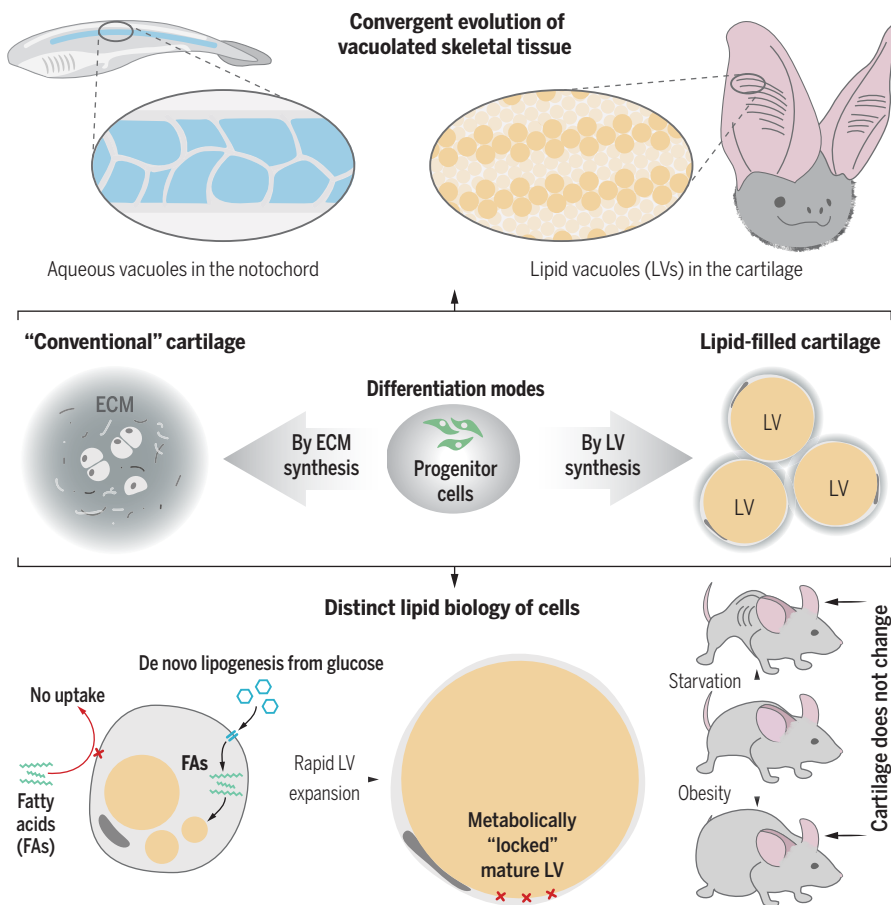 Convergent evolution of
vacuolated skeletal tissue
Aqueous vacuoles in the notochord
Lipid vacuoles (LVs) in the cartilage
“Conventional” cartilage
Lipid-filled cartilage
Differentiation modes
ECM
By ECM
synthesis
Progenitor
cells
By LV
synthesis
LV
LV
LV
Distinct lipid biology of cells
De novo lipogenesis from glucose
No uptake
FAs
Fatty
acids
(FAs)
Rapid LV
expansion
Metabolically
“locked”
mature LV
Starvation
Obesity
Cartilage does not change